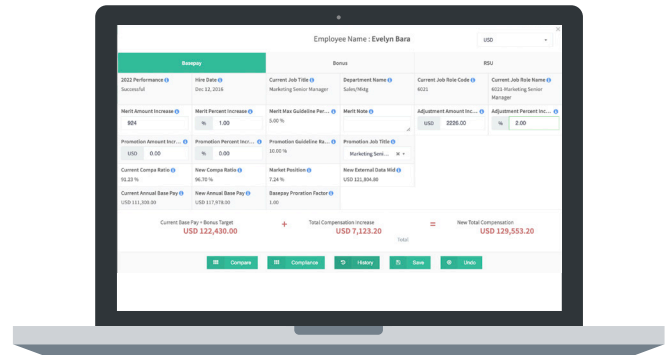 Employee Name : Evelyn Bara
USD
Basepay
Bonus
RSU
2022 Performance
Hire Date
Current Job Title
Department Name
Current Job Role Code
Current Job Role Name
Successful
Dec 12, 2016
Marketing Senior Manager
Sales/Mktg
6021
6021-Marketing Senior
Manager
Merit Amount Increase
Merit Percent Increase
Merit Max Guideline Per...
Merit Note
Adjustment Amount Inc...
Adjustment Percent Inc...
924
% 1.00
5.00 %
USD 2226.00
% 2.00
Promotion Amount Incr...
Promotion Percent Incr...
Promotion Guideline Ra...
Promotion Job Title
USD 0.00
% 0.00
10.00 %
Marketing Seni... ×
Current Compa Ratio
New Compa Ratio
Market Position
New External Data Mid
91.23 %
96.70 %
7.24 %
Current Annual Base Pay
New Annual Base Pay
Basepay Proration Factor
USD 111,300.00
USD 117,978.00
1.00
Current Base Pay + Bonus Target
Total Compensation Increase
New Total Compensation
USD 122,430.00
+
USD 7,123.20
=
USD 129,553.20
Total
Compare
Compliance
History
Save
Undo